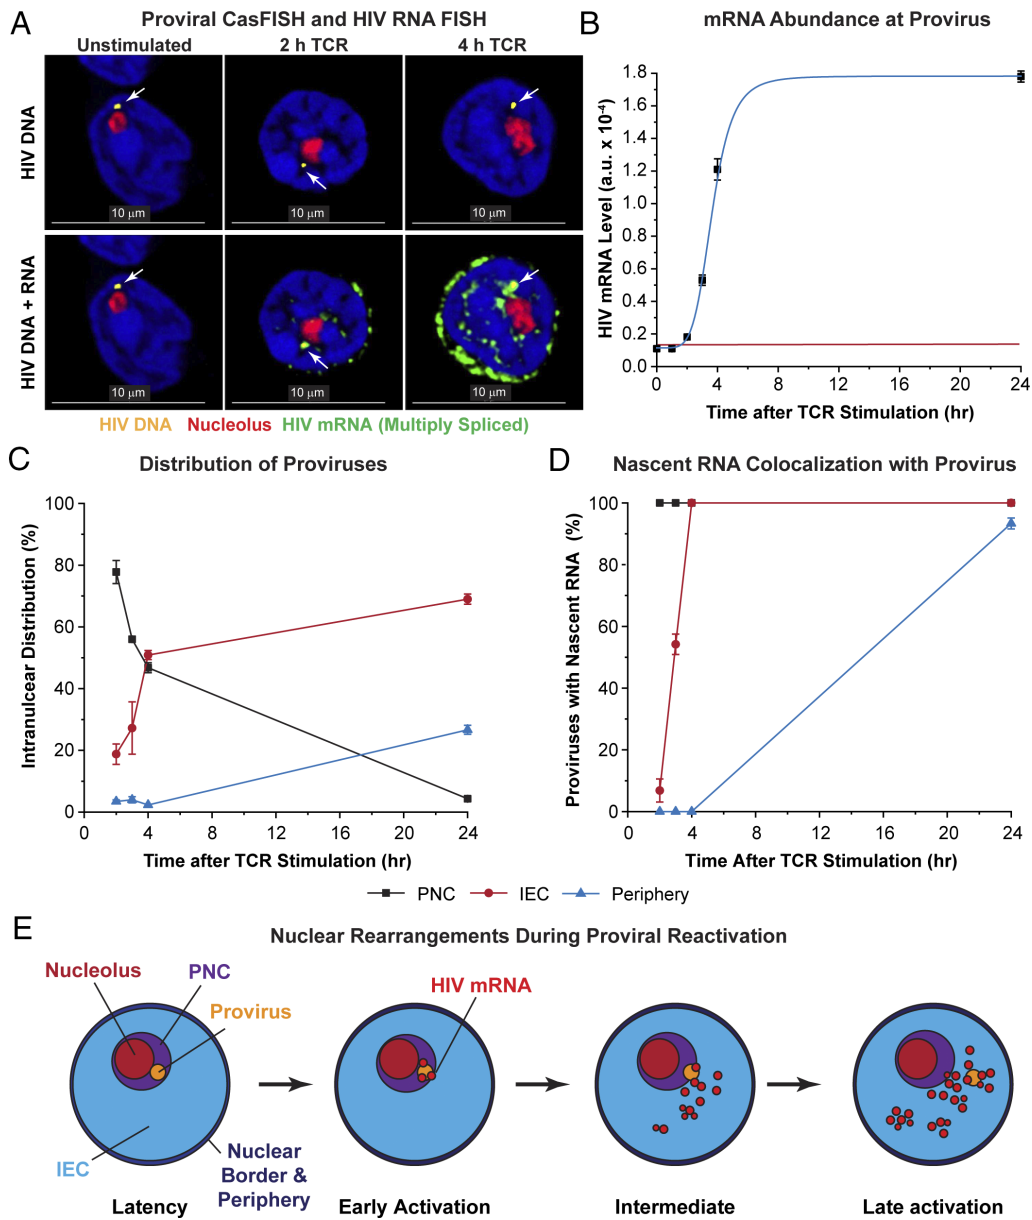 A
Proviral CasFISH and HIV RNA FISH
Unstimulated
2 h TCR
4 h TCR
HIV DNA
10 µm
10 µm
10 µm
HIV DNA + RNA
10 µm
10 µm
10 µm
HIV DNA Nucleolus HIV mRNA (Multiply Spliced)
B
mRNA Abundance at Provirus
HIV mRNA Level (a.u. x 10⁻⁴)
1.8
1.6
1.4
1.2
1.0
0.8
0.6
0.4
0.2
0.0
0 4 8 12 16 20 24
Time after TCR Stimulation (hr)
C
Distribution of Proviruses
Intranulcear Distribution (%)
100
80
60
40
20
0
0 4 8 12 16 20 24
Time after TCR Stimulation (hr)
D
Nascent RNA Colocalization with Provirus
Proviruses with Nascent RNA (%)
100
80
60
40
20
0
0 4 8 12 16 20 24
Time After TCR Stimulation (hr)
PNC IEC Periphery
E
Nuclear Rearrangements During Proviral Reactivation
Nucleolus
PNC
Provirus
HIV mRNA
IEC
Nuclear
Border &
Periphery
Latency
Early Activation
Intermediate
Late activation